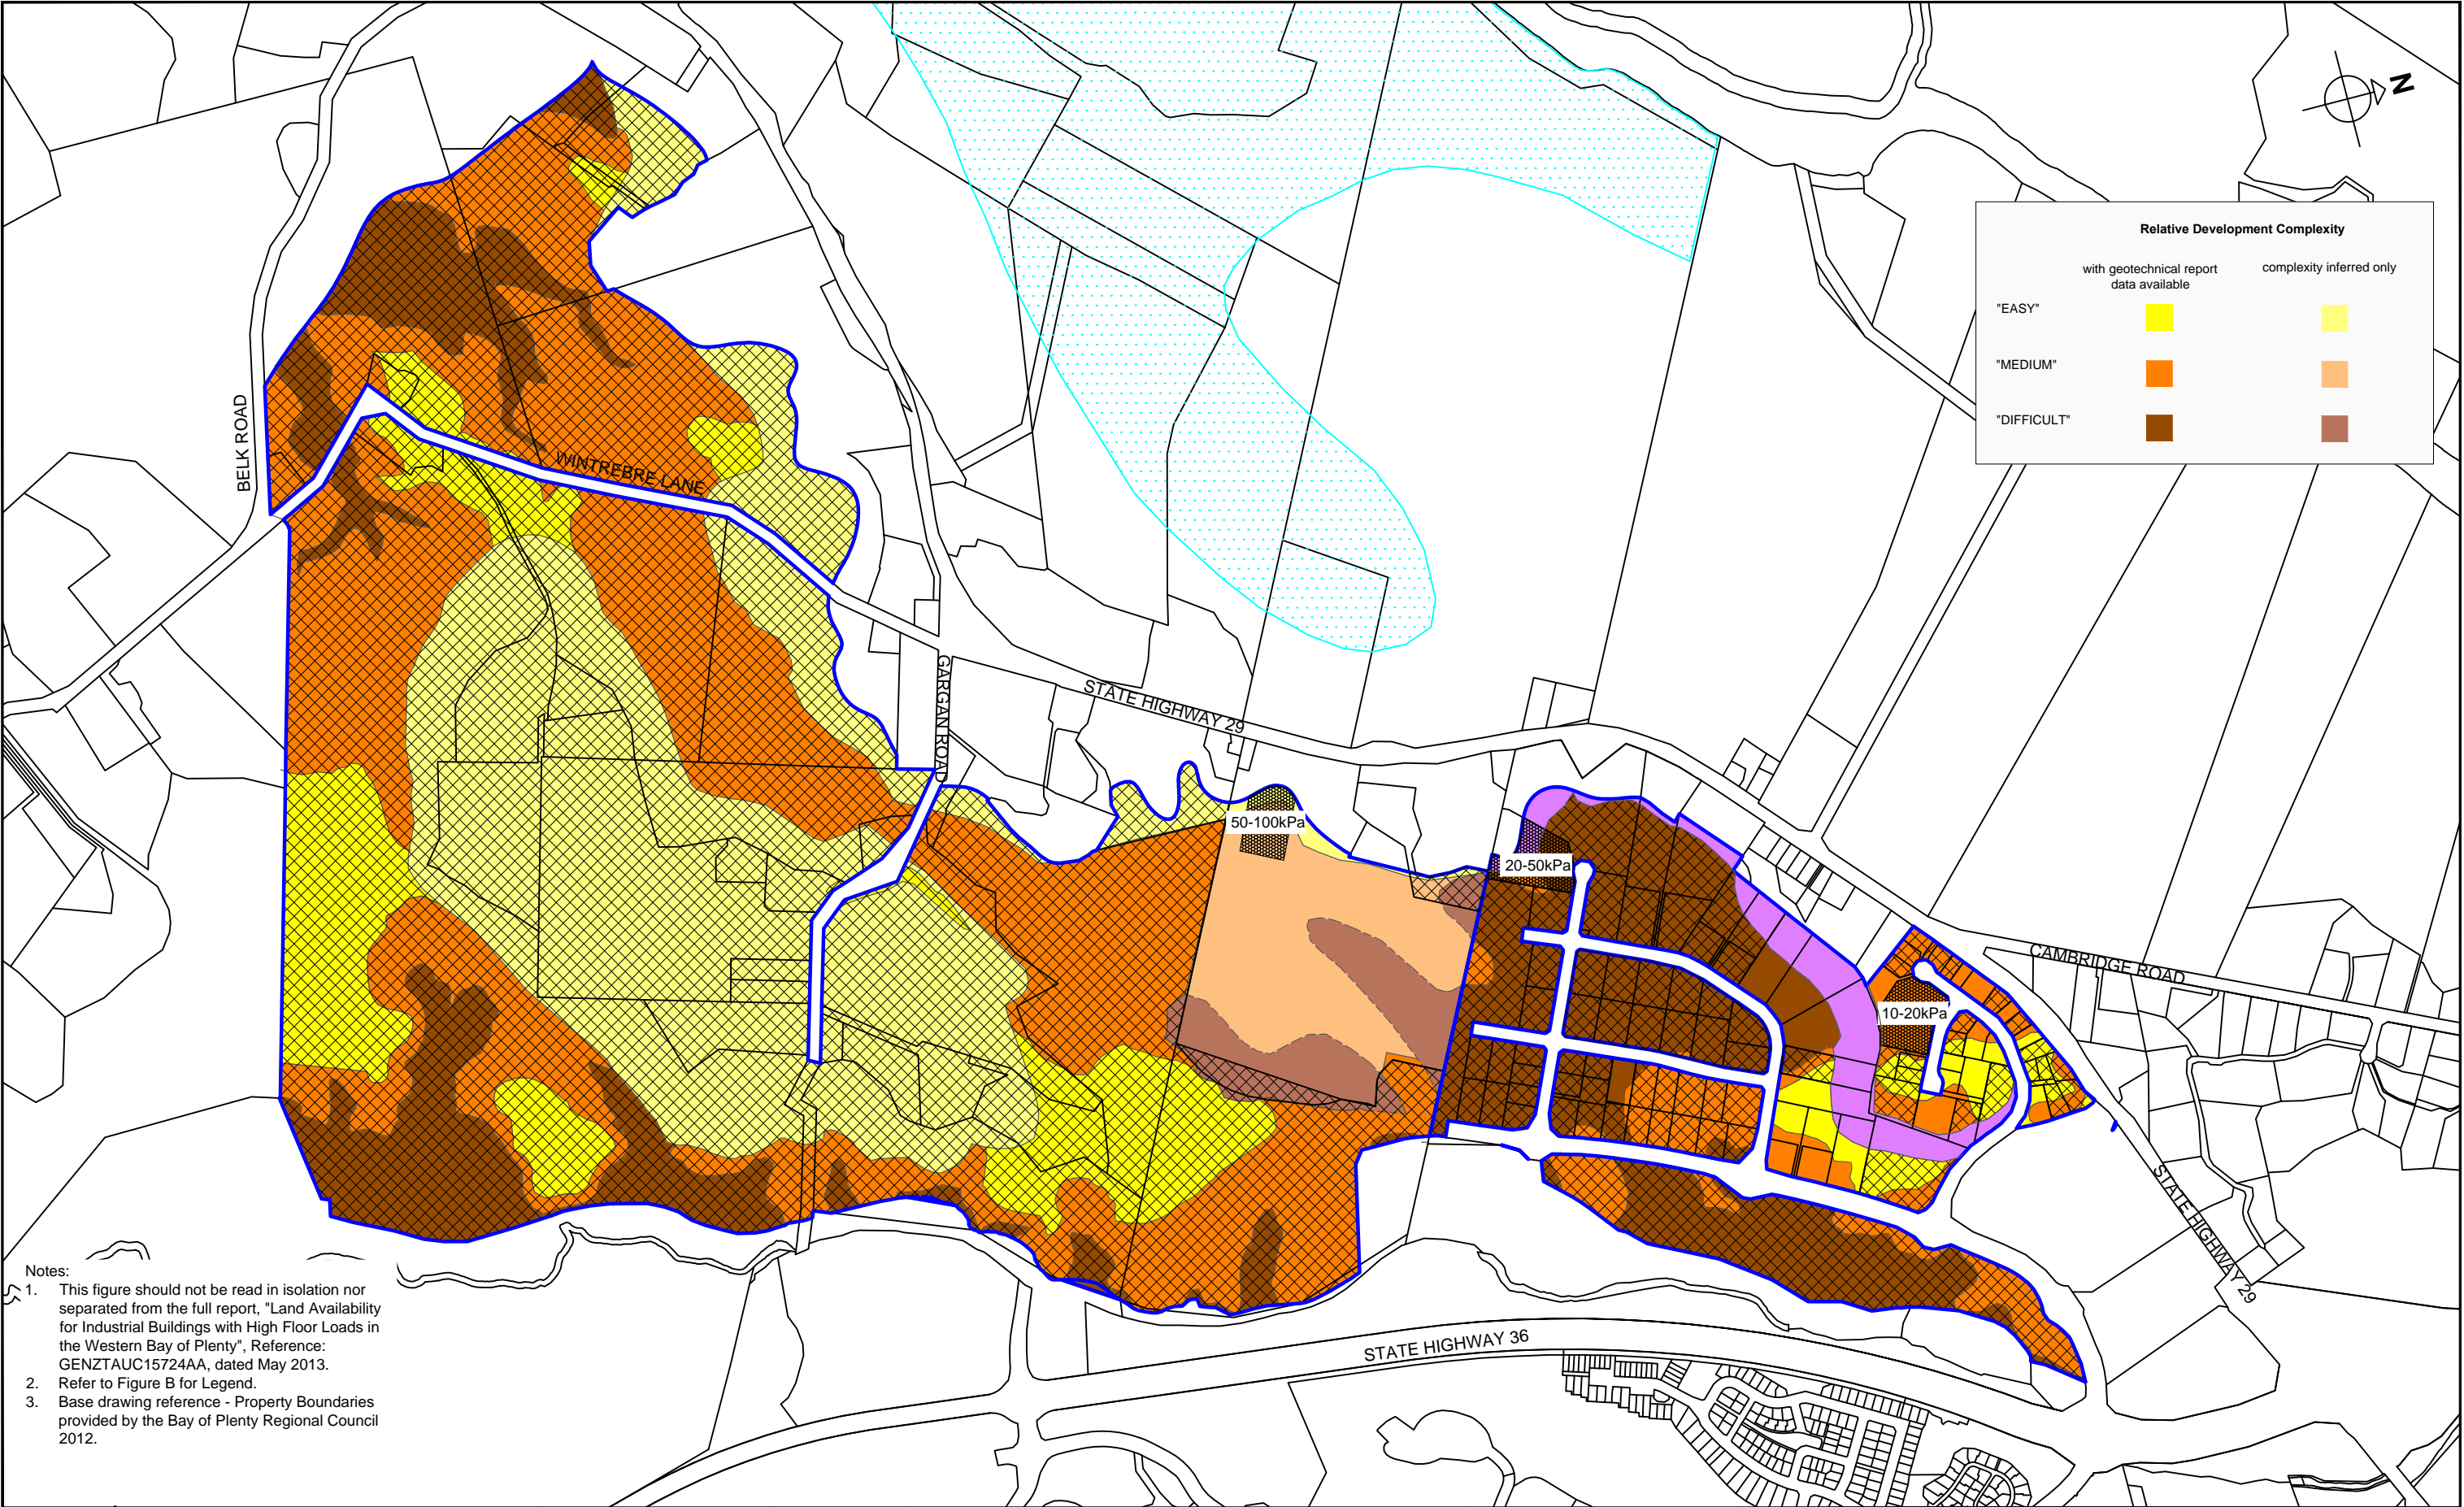 N
Relative Development Complexity
with geotechnical report
data available
complexity inferred only
"EASY"
"MEDIUM"
"DIFFICULT"
BELK ROAD
WINTREBRE LANE
GARGAN ROAD
STATE HIGHWAY 29
50-100kPa
20-50kPa
CAMBRIDGE ROAD
10-20kPa
STATE HIGHWAY 29
STATE HIGHWAY 36
Notes:
1. This figure should not be read in isolation nor
separated from the full report, "Land Availability
for Industrial Buildings with High Floor Loads in
the Western Bay of Plenty", Reference:
GENZTAUC15724AA, dated May 2013.
2. Refer to Figure B for Legend.
3. Base drawing reference - Property Boundaries
provided by the Bay of Plenty Regional Council
2012.